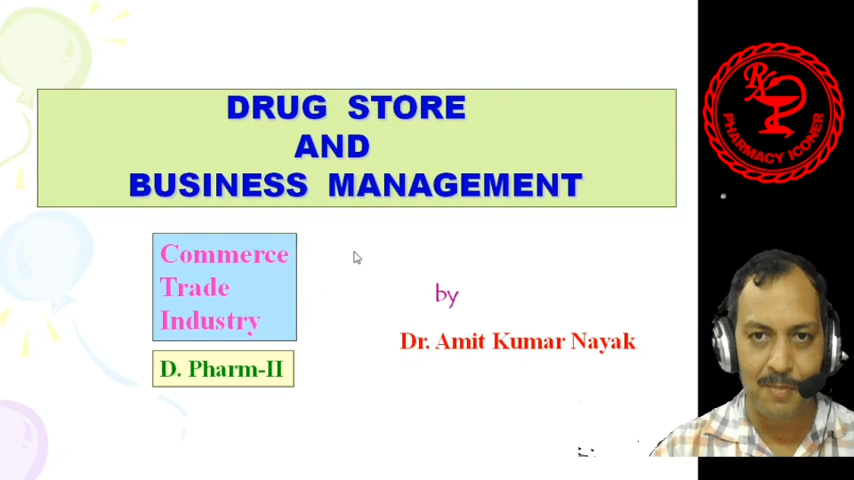 DRUG STORE
AND
BUSINESS MANAGEMENT
Commerce
Trade
Industry
D. Pharm-II
by
Dr. Amit Kumar Nayak
Rx
PHARMACY ICONER